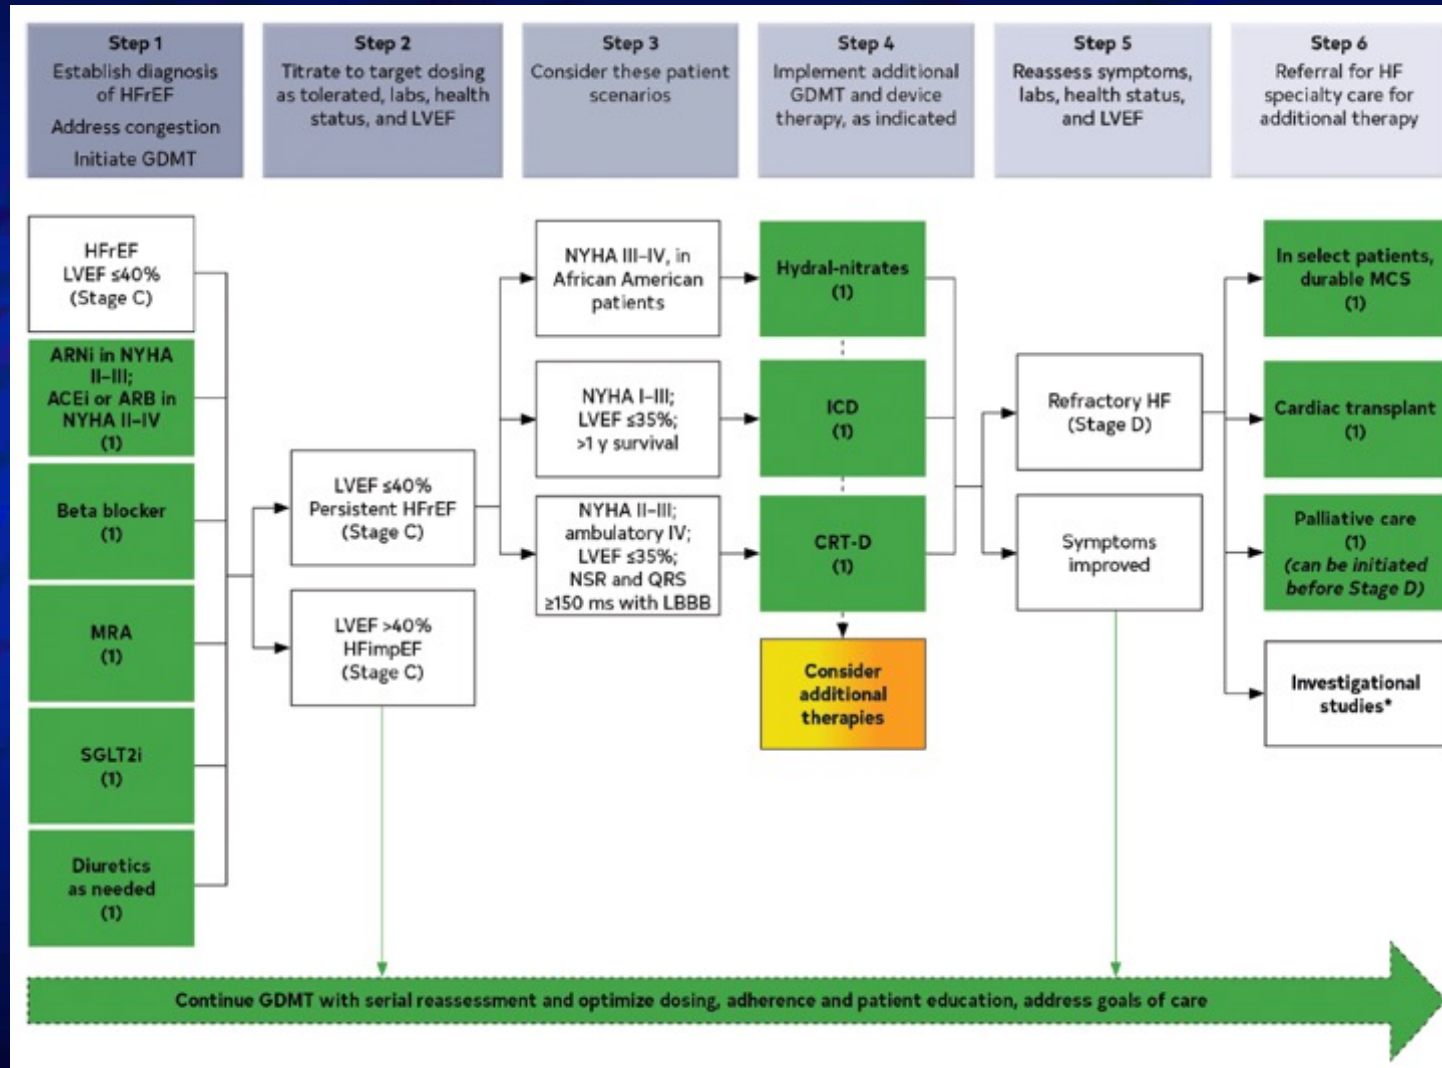 Step 1
Establish diagnosis
of HFrEF
Address congestion
Initiate GDMT
Step 2
Titrate to target dosing
as tolerated, labs, health
status, and LVEF
Step 3
Consider these patient
scenarios
Step 4
Implement additional
GDMT and device
therapy, as indicated
Step 5
Reassess symptoms,
labs, health status,
and LVEF
Step 6
Referral for HF
specialty care for
additional therapy
HFrEF
LVEF ≤40%
(Stage C)
ARNi in NYHA
II–III;
ACEi or ARB in
NYHA II–IV
(1)
Beta blocker
(1)
MRA
(1)
SGLT2i
(1)
Diuretics
as needed
(1)
LVEF ≤40%
Persistent HFrEF
(Stage C)
LVEF >40%
HFimpEF
(Stage C)
NYHA III–IV, in
African American
patients
NYHA I–III;
LVEF ≤35%;
>1 y survival
NYHA II–III;
ambulatory IV;
LVEF ≤35%;
NSR and QRS
≥150 ms with LBBB
Hydral-nitrates
(1)
ICD
(1)
CRT-D
(1)
Consider
additional
therapies
Refractory HF
(Stage D)
Symptoms
improved
In select patients,
durable MCS
(1)
Cardiac transplant
(1)
Palliative care
(1)
(can be initiated
before Stage D)
Investigational
studies*
Continue GDMT with serial reassessment and optimize dosing, adherence and patient education, address goals of care